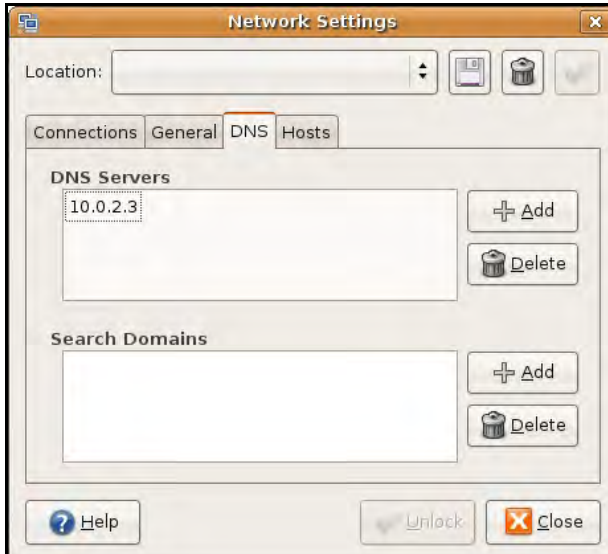 Network Settings
Location:
Connections General DNS Hosts
DNS Servers
10.0.2.3
Add
Delete
Search Domains
Add
Delete
Help Unlock Close